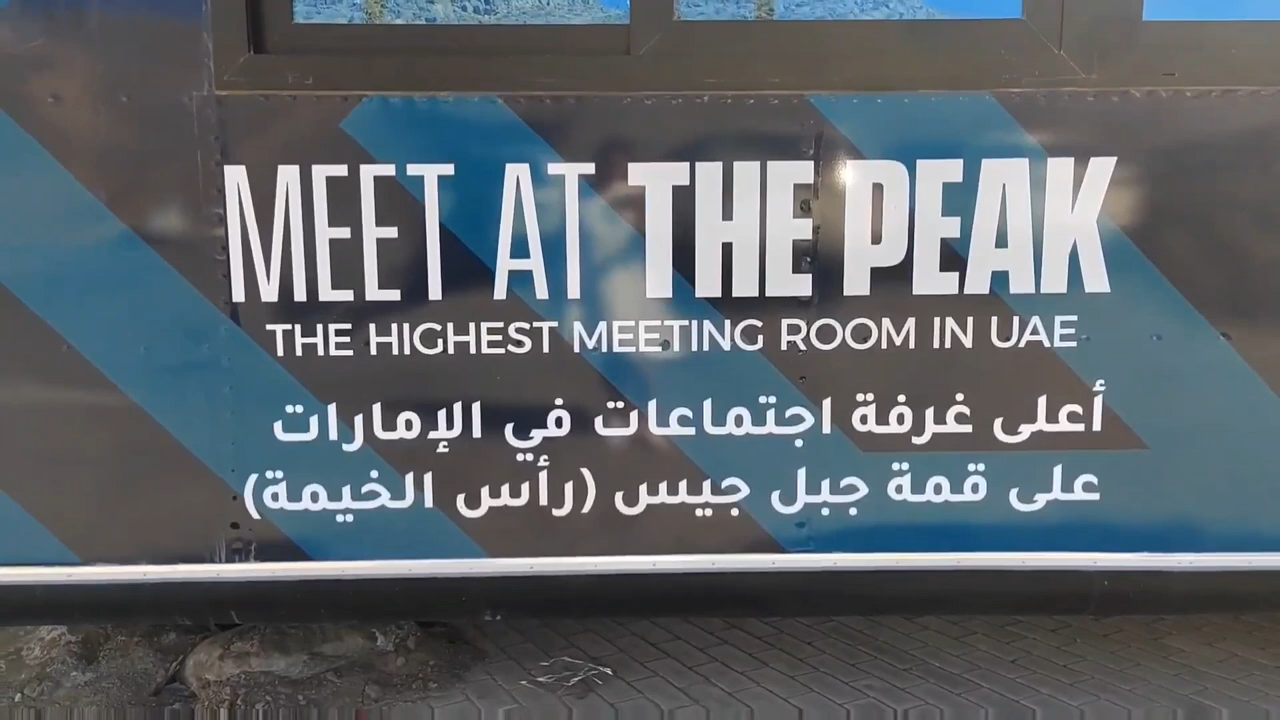 MEET AT THE PEAK
THE HIGHEST MEETING ROOM IN UAE
أعلى غرفة اجتماعات في الإمارات
على قمة جبل جيس (رأس الخيمة)